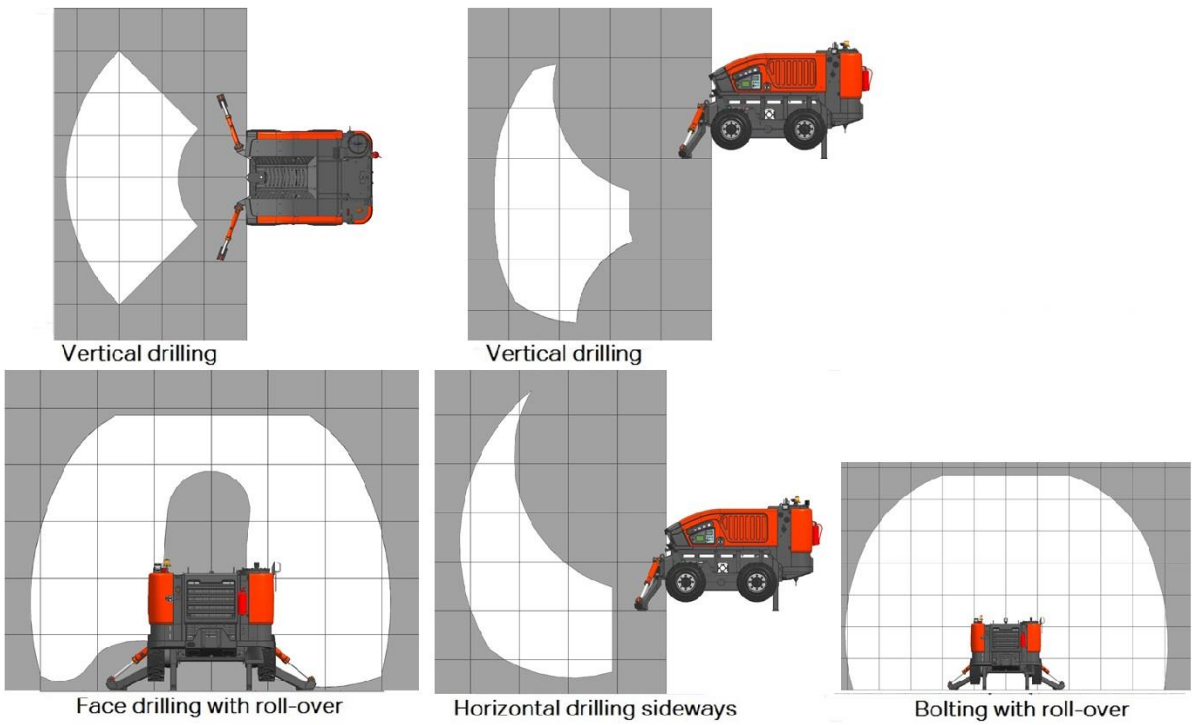 Vertical drilling
Vertical drilling
Face drilling with roll-over
Horizontal drilling sideways
Bolting with roll-over